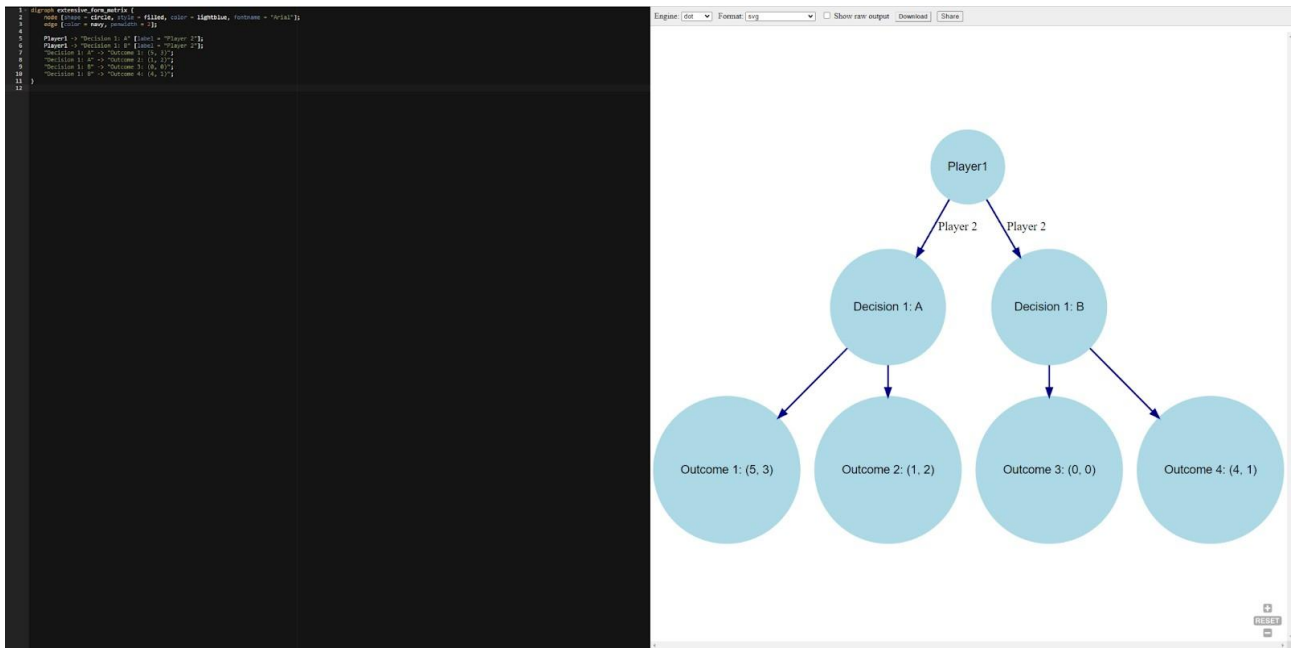 1 digraph extensive_form_matrix {
2 node [shape = circle, style = filled, color = lightblue, fontname = "Arial"];
3 edge [color = navy, penwidth = 2];
4
5 Player1 -> "Decision 1: A" [label = "Player 2"];
6 Player1 -> "Decision 1: B" [label = "Player 2"];
7 "Decision 1: A" -> "Outcome 1: (5, 3)";
8 "Decision 1: A" -> "Outcome 2: (1, 2)";
9 "Decision 1: B" -> "Outcome 3: (0, 0)";
10 "Decision 1: B" -> "Outcome 4: (4, 1)";
11 }
12
Engine: dot Format: svg Show raw output Download Share
Player1
Player 2 Player 2
Decision 1: A Decision 1: B
Outcome 1: (5, 3) Outcome 2: (1, 2) Outcome 3: (0, 0) Outcome 4: (4, 1)
RESET